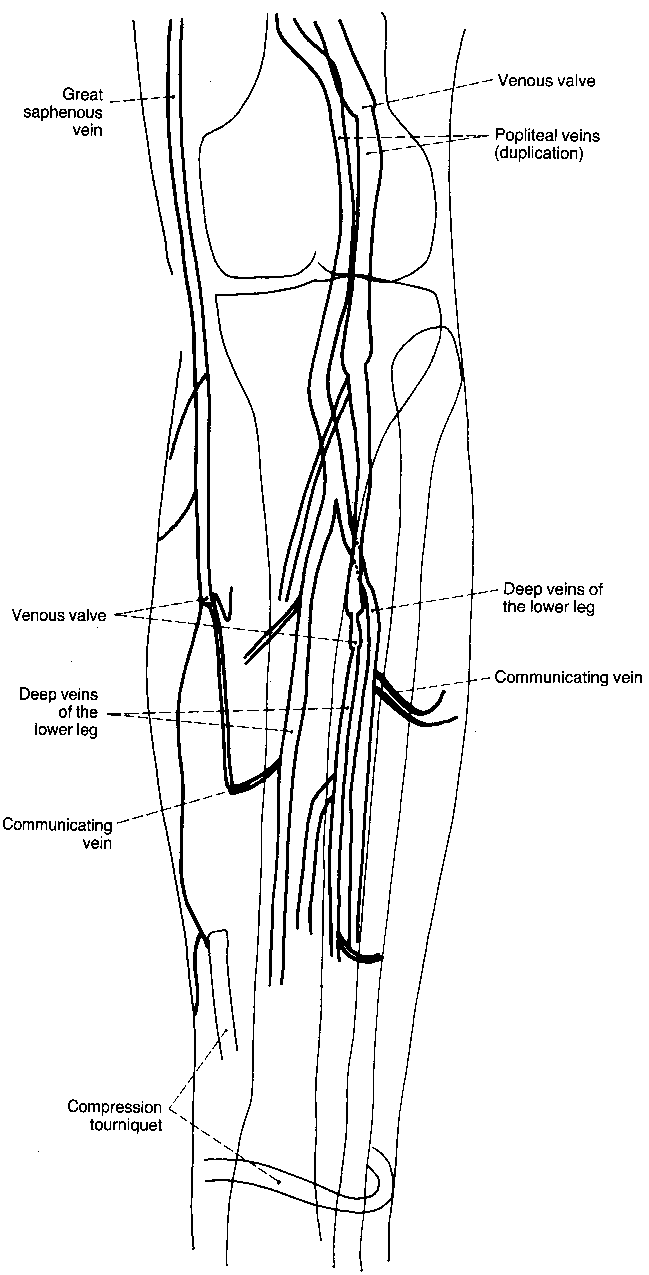 Great
saphenous
vein
Venous valve
Popliteal veins
(duplication)
Venous valve
Deep veins of
the lower leg
Deep veins
of the
lower leg
Communicating vein
Communicating
vein
Compression
tourniquet